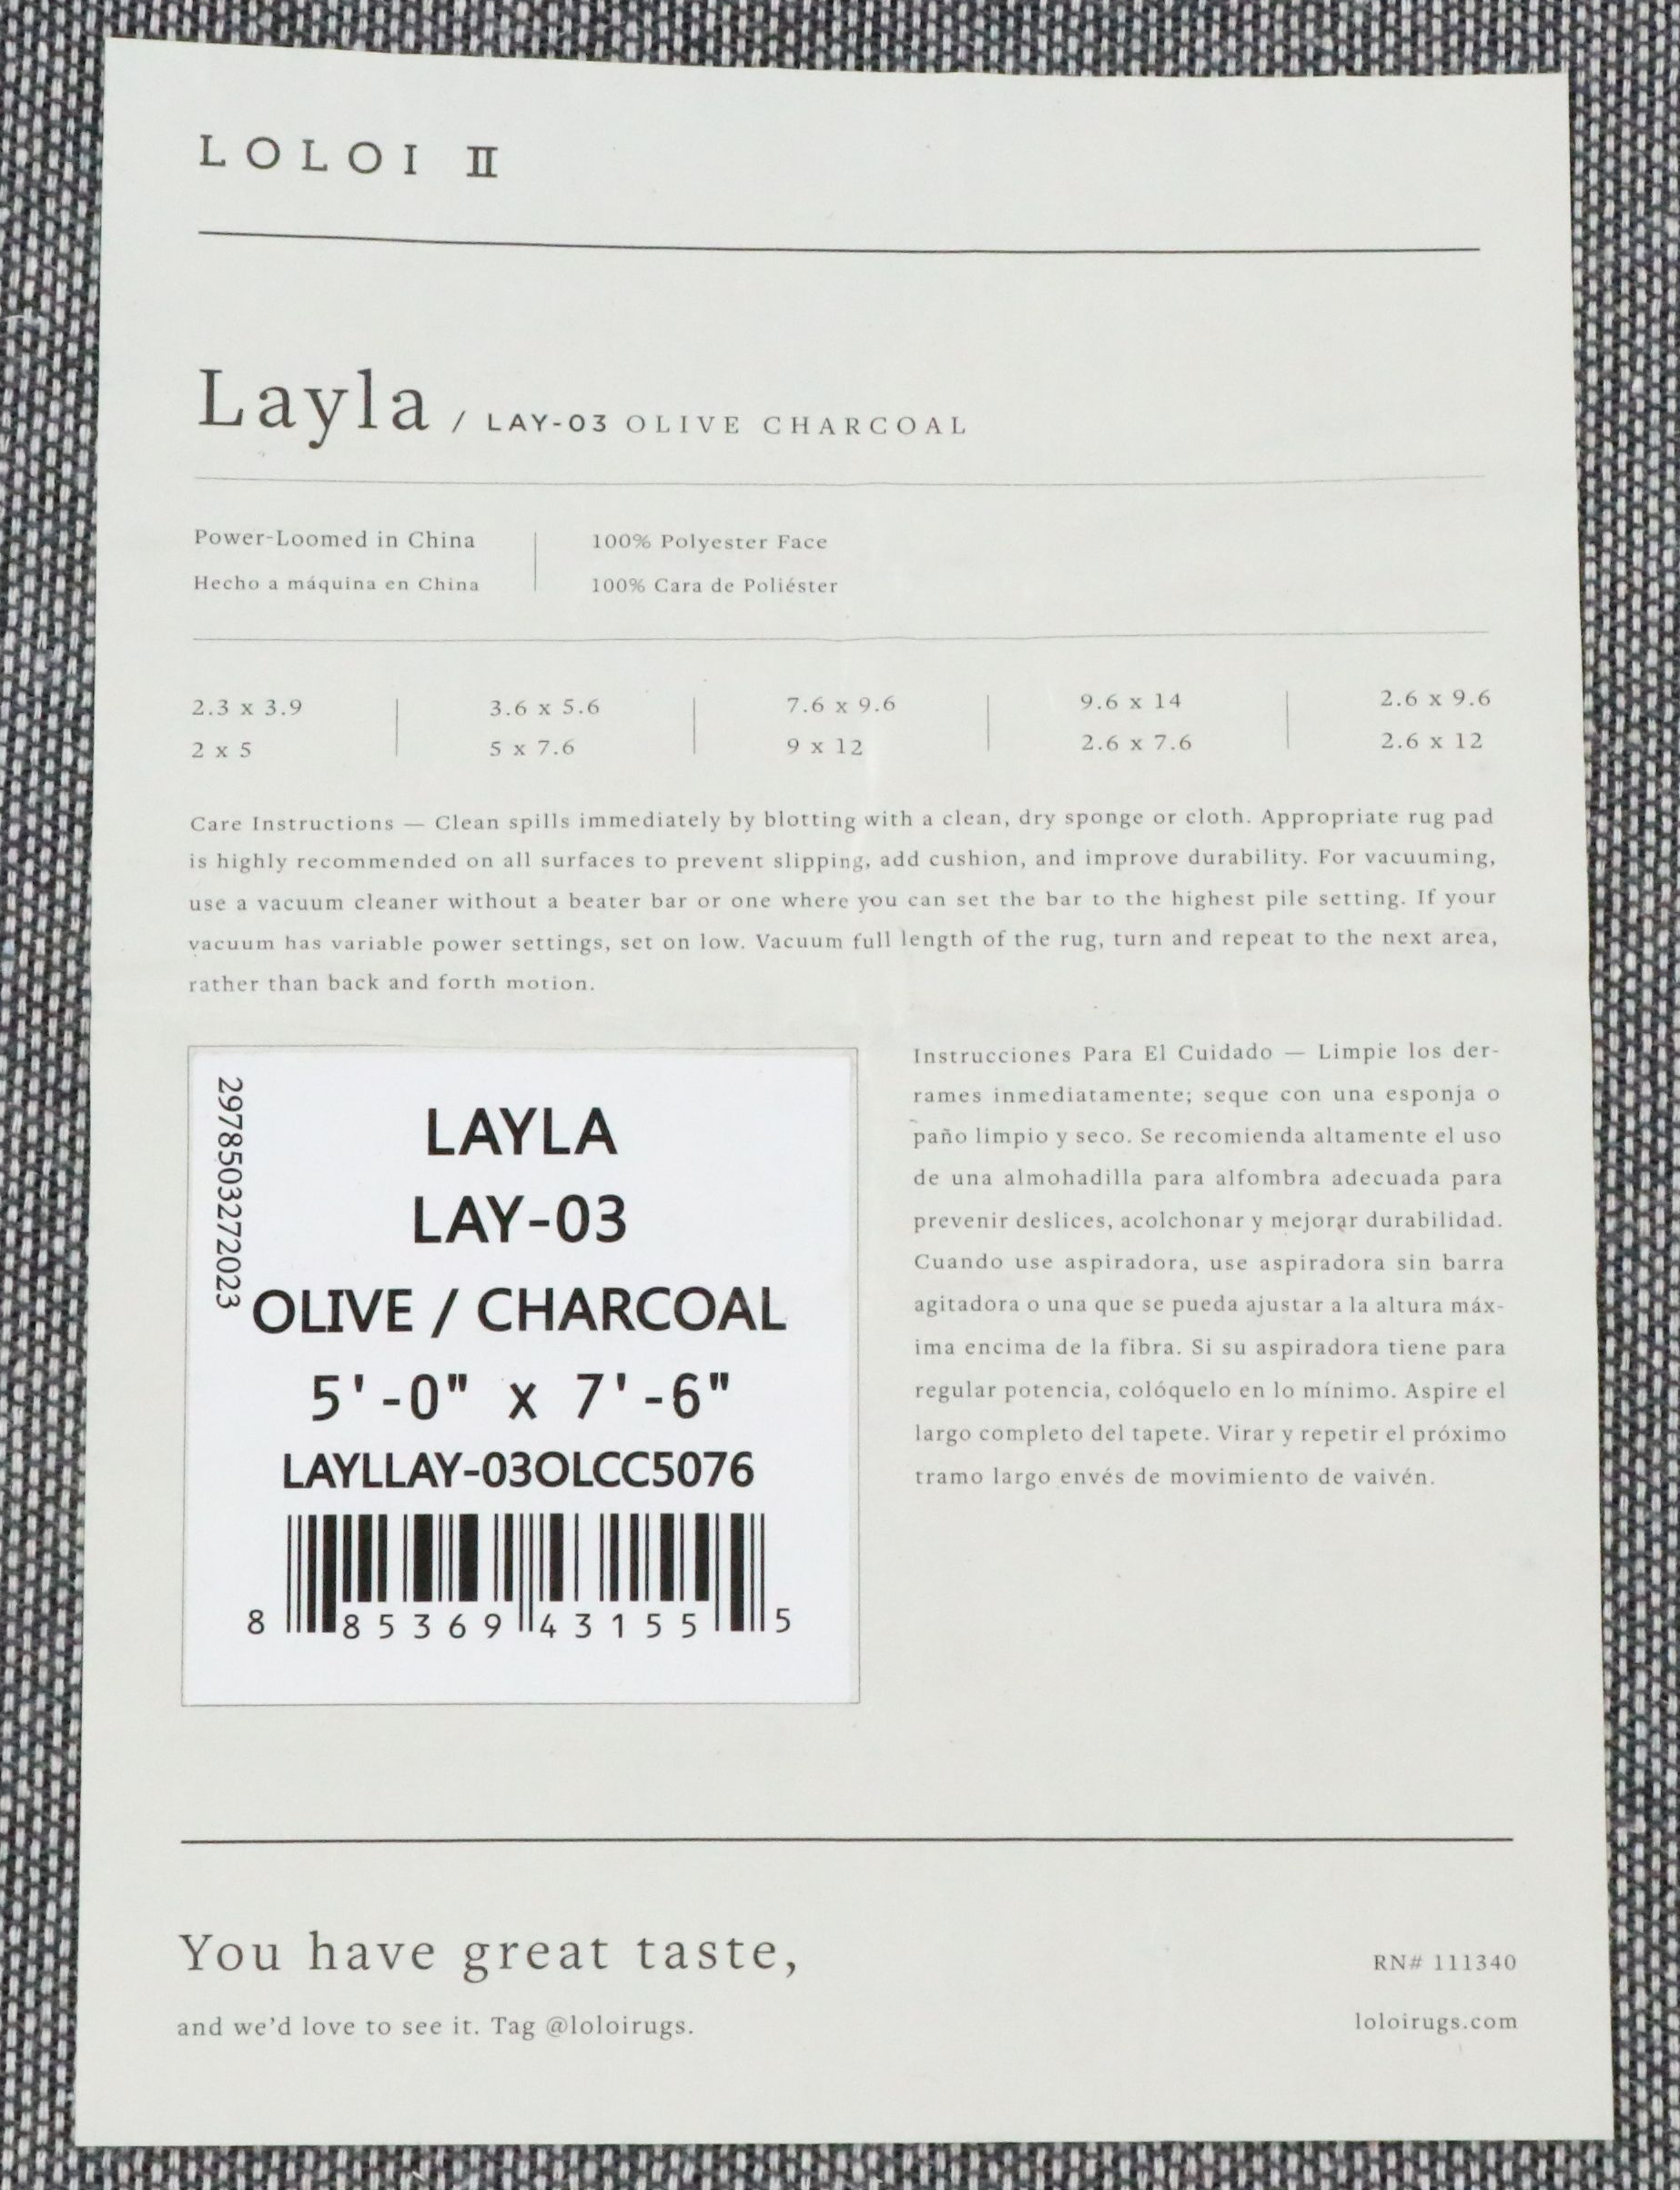 LOLOI II
Layla / LAY-03 OLIVE CHARCOAL
Power-Loomed in China
Hecho a máquina en China
100% Polyester Face
100% Cara de Poliéster
2.3 x 3.9
2 x 5
3.6 x 5.6
5 x 7.6
7.6 x 9.6
9 x 12
9.6 x 14
2.6 x 7.6
2.6 x 9.6
2.6 x 12
Care Instructions — Clean spills immediately by blotting with a clean, dry sponge or cloth. Appropriate rug pad
is highly recommended on all surfaces to prevent slipping, add cushion, and improve durability. For vacuuming,
use a vacuum cleaner without a beater bar or one where you can set the bar to the highest pile setting. If your
vacuum has variable power settings, set on low. Vacuum full length of the rug, turn and repeat to the next area,
rather than back and forth motion.
2978503272023
LAYLA
LAY-03
OLIVE / CHARCOAL
5'-0" x 7'-6"
LAYLLAY-03OLCC5076
8 85369 43155 5
Instrucciones Para El Cuidado — Limpie los der-
rames inmediatamente; seque con una esponja o
paño limpio y seco. Se recomienda altamente el uso
de una almohadilla para alfombra adecuada para
prevenir deslices, acolchonar y mejorar durabilidad.
Cuando use aspiradora, use aspiradora sin barra
agitadora o una que se pueda ajustar a la altura máx-
ima encima de la fibra. Si su aspiradora tiene para
regular potencia, colóquelo en lo mínimo. Aspire el
largo completo del tapete. Virar y repetir el próximo
tramo largo envés de movimiento de vaivén.
You have great taste,
and we'd love to see it. Tag @loloirugs.
RN# 111340
loloirugs.com